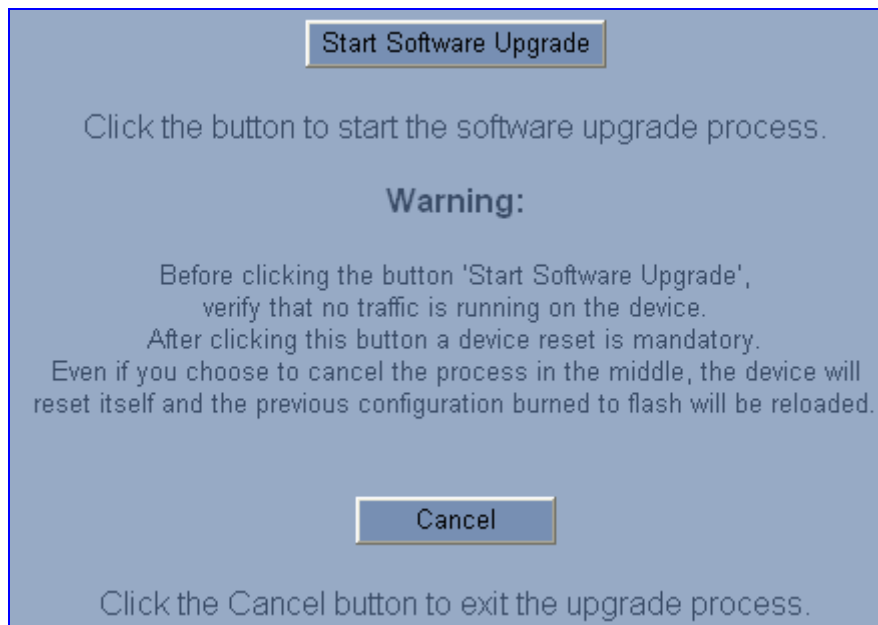 Start Software Upgrade
Click the button to start the software upgrade process.
Warning:
Before clicking the button 'Start Software Upgrade',
verify that no traffic is running on the device.
After clicking this button a device reset is mandatory.
Even if you choose to cancel the process in the middle, the device will
reset itself and the previous configuration burned to flash will be reloaded.
Cancel
Click the Cancel button to exit the upgrade process.